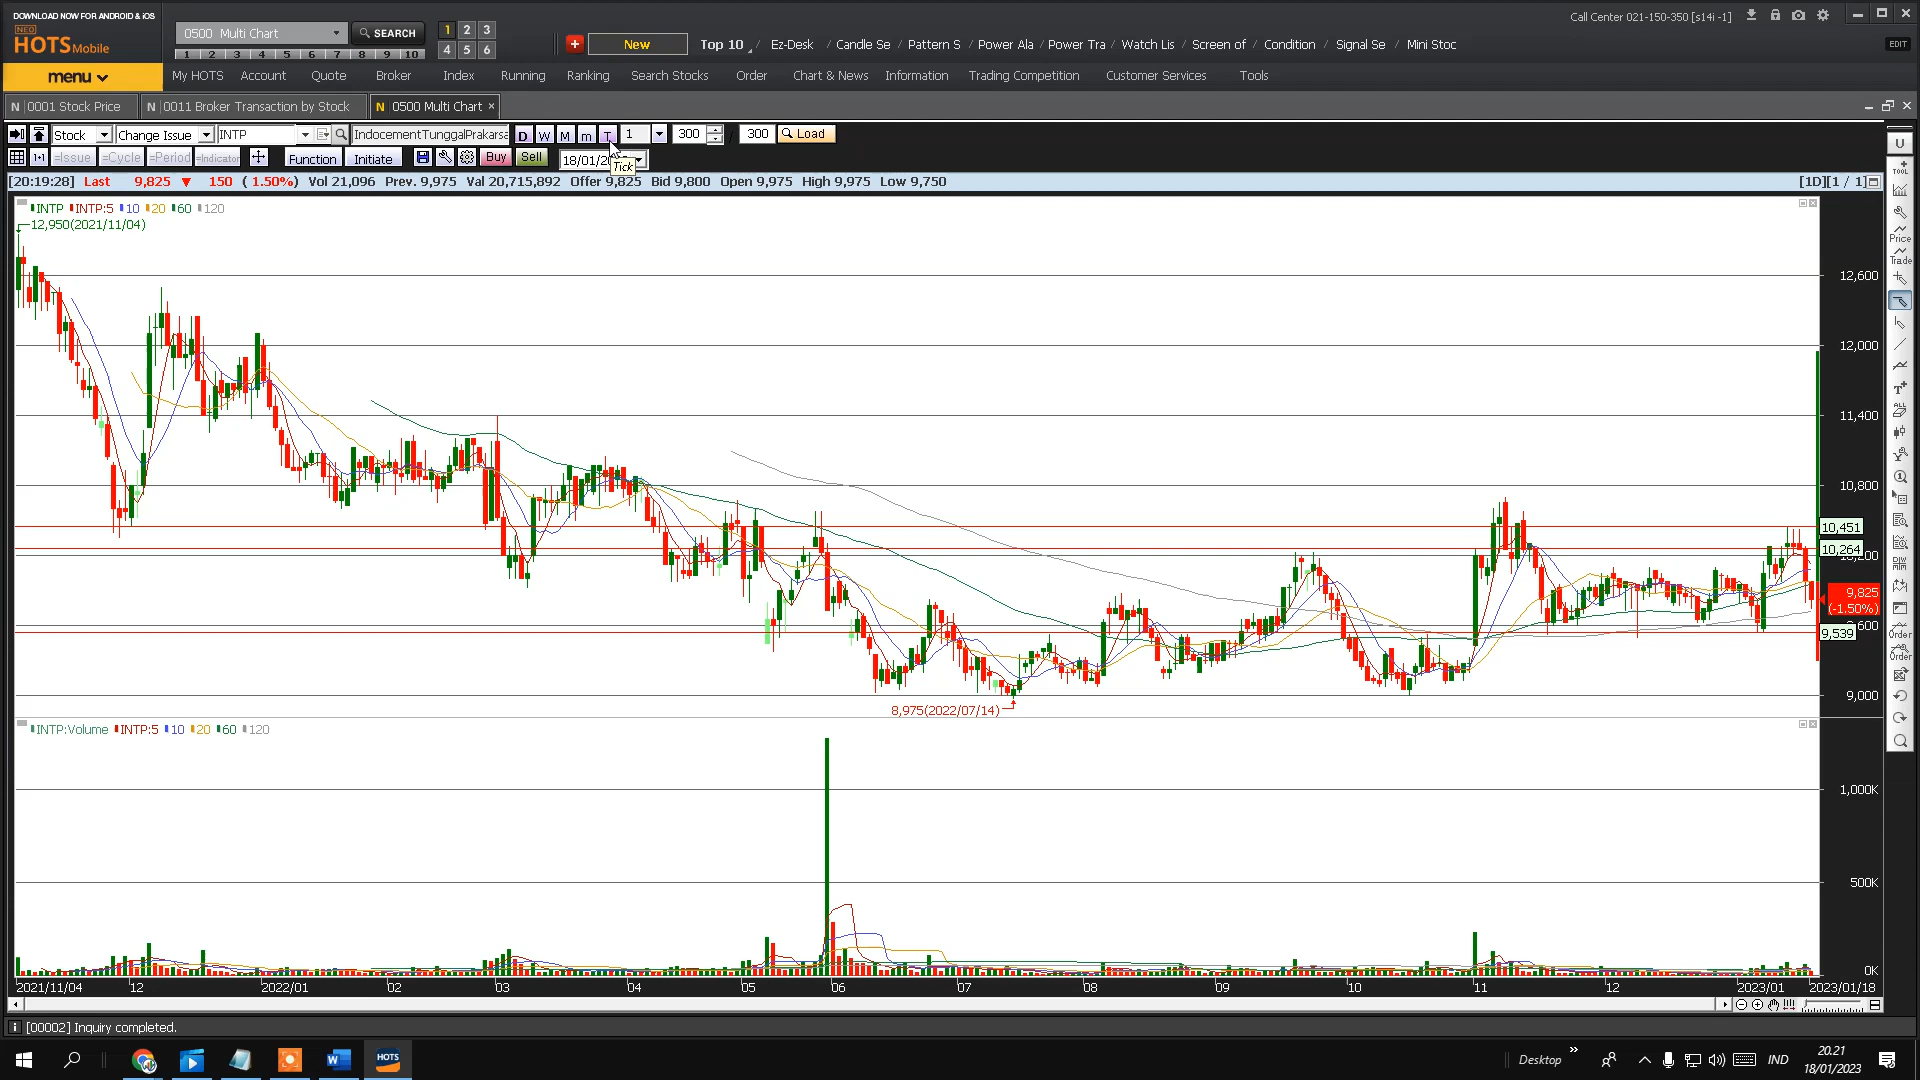 DOWNLOAD NOW FOR ANDROID & iOS
NEO
HOTS Mobile
0500 Multi Chart
SEARCH
1 2 3 4 5 6 7 8 9 10
1 2 3
4 5 6
New
Top 10 / Ez-Desk / Candle Se / Pattern S / Power Ala / Power Tra / Watch Lis / Screen of / Condition / Signal Se / Mini Stoc
Call Center 021-150-350 [s14i -1]
EDIT
menu
My HOTS Account Quote Broker Index Running Ranking Search Stocks Order Chart & News Information Trading Competition Customer Services Tools
N 0001 Stock Price N 0011 Broker Transaction by Stock N 0500 Multi Chart
Stock Change Issue INTP IndocementTunggalPrakarsa D W M m T 1 300 300 Load
=Issue =Cycle =Period =Indicator Function Initiate Buy Sell 18/01/20
Tick
[20:19:28] Last 9,825 ▼ 150 ( 1.50%) Vol 21,096 Prev. 9,975 Val 20,715,892 Offer 9,825 Bid 9,800 Open 9,975 High 9,975 Low 9,750
[1D][1 / 1]
INTP INTP:5 10 20 60 120
12,950(2021/11/04)
12,600
12,000
11,400
10,800
10,451
10,264
9,825
(-1.50%)
9,539
9,000
8,975(2022/07/14)
INTP:Volume INTP:5 10 20 60 120
1,000K
500K
0K
2021/11/04 12 2022/01 02 03 04 05 06 07 08 09 10 11 12 2023/01 2023/01/18
U
TOOL
Price
Trade
ALL
Order
Order
[00002] Inquiry completed.
HOTS
Desktop
IND
20.21
18/01/2023